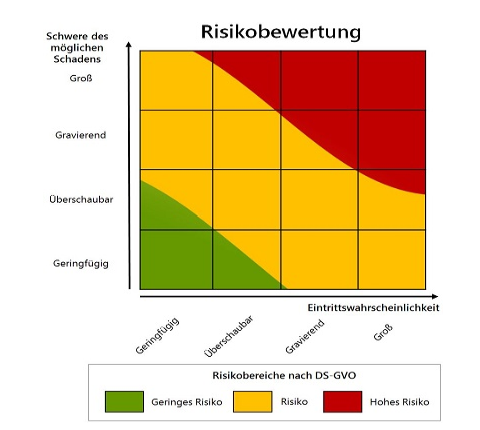 Risikobewertung
Schwere des
möglichen
Schadens
Groß
Gravierend
Überschaubar
Geringfügig
Eintrittswahrscheinlichkeit
Geringfügig
Überschaubar
Gravierend
Groß
Risikobereiche nach DS-GVO
Geringes Risiko
Risiko
Hohes Risiko